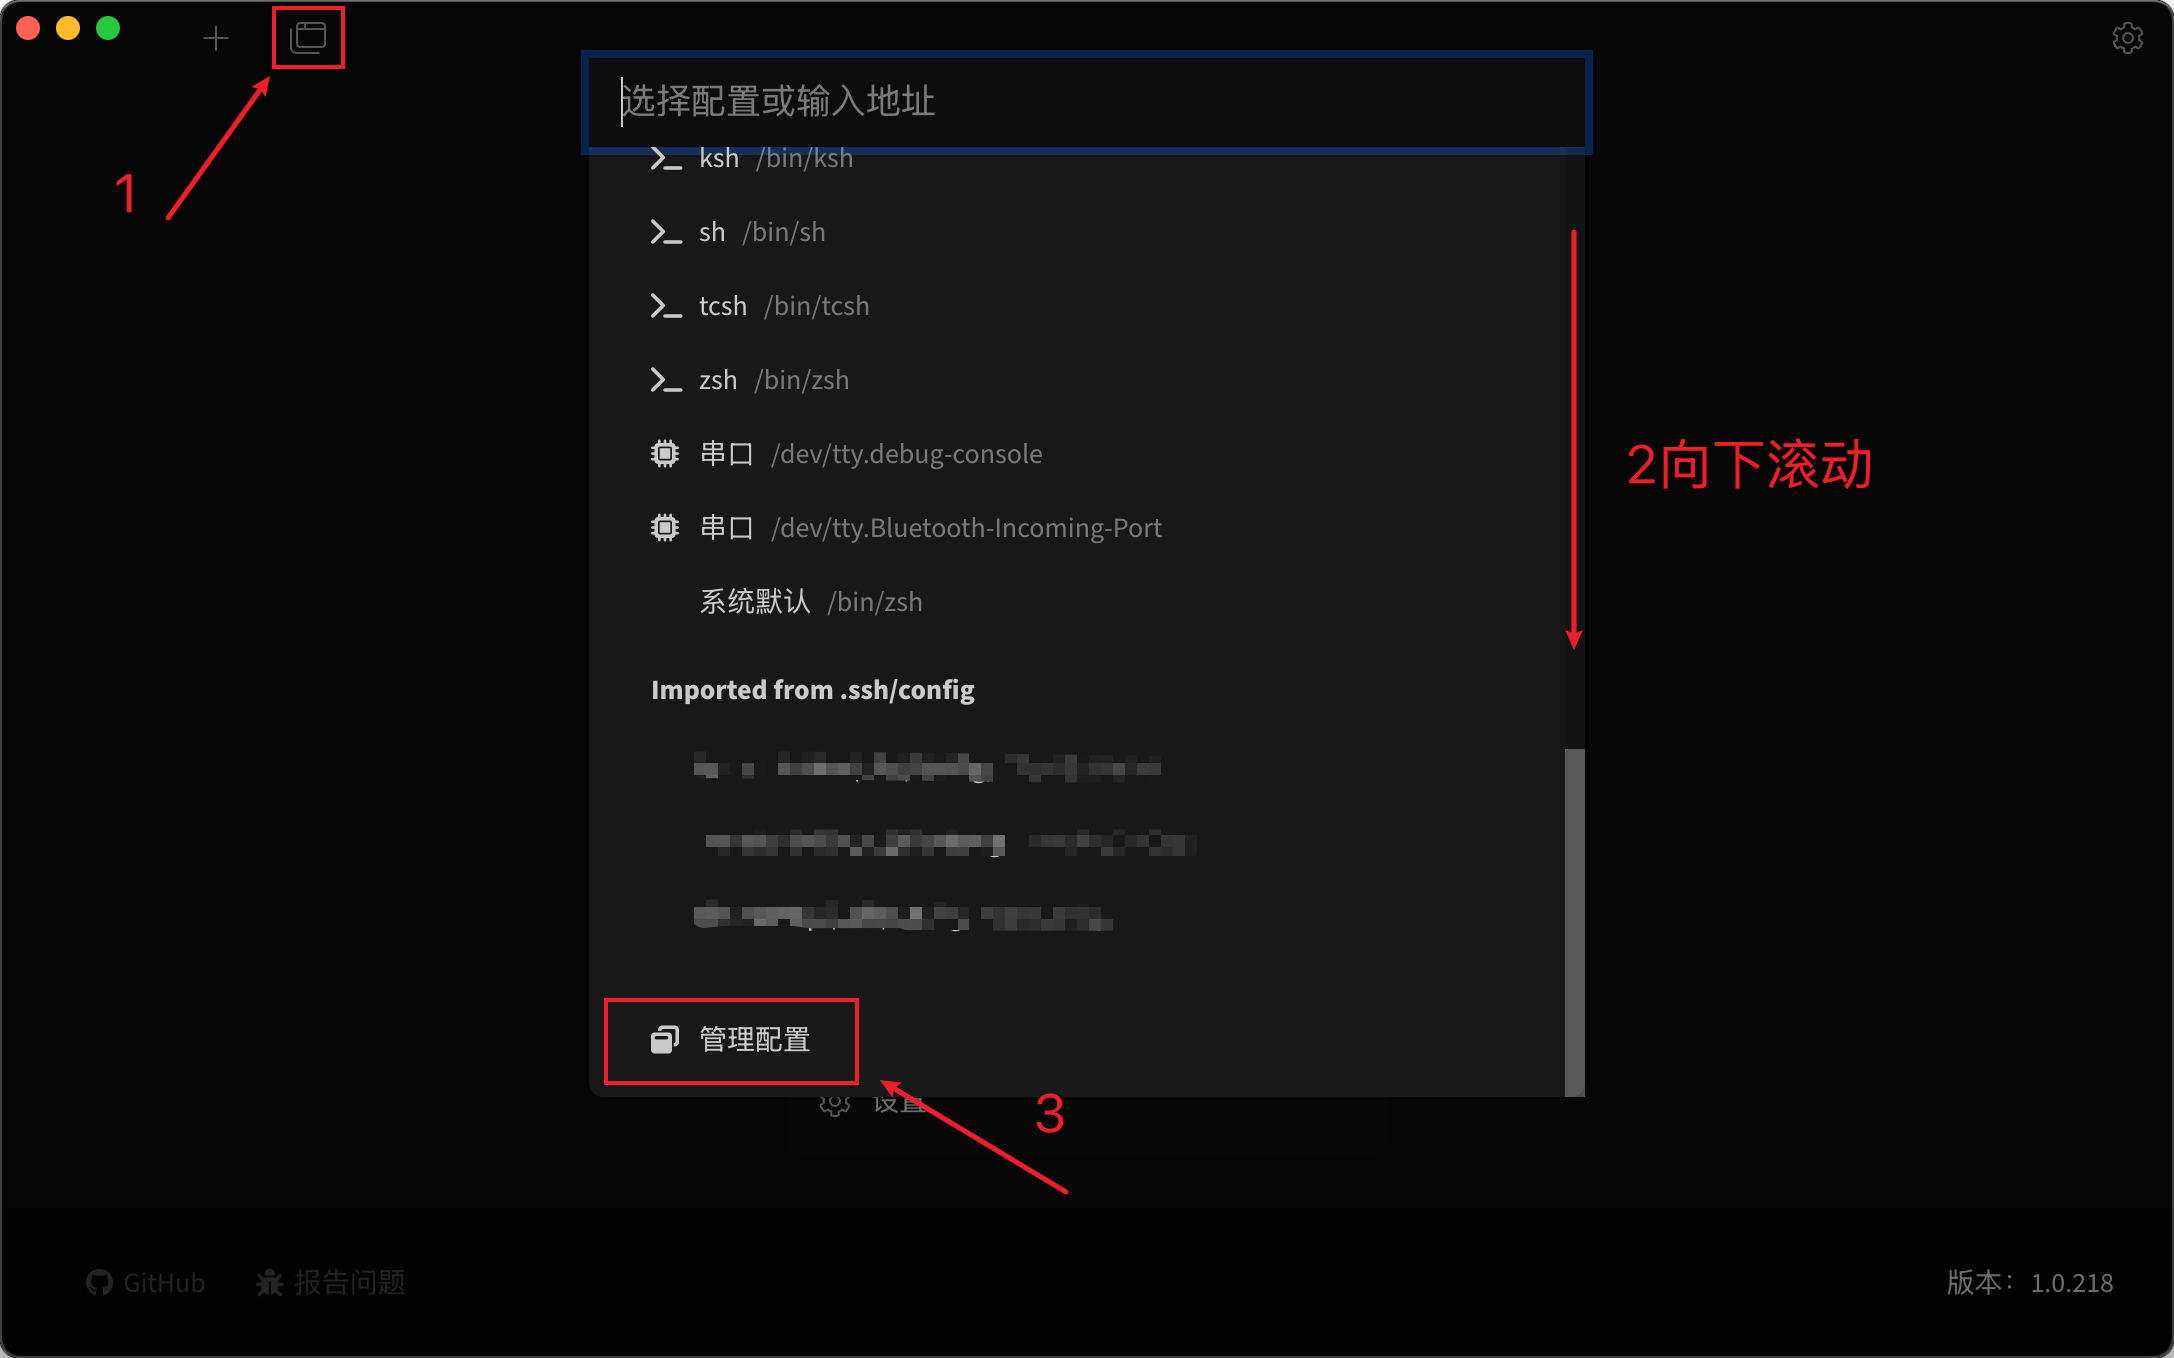 选择配置或输入地址
ksh /bin/ksh
1
sh /bin/sh
tcsh /bin/tcsh
zsh /bin/zsh
串口 /dev/tty.debug-console
2向下滚动
串口 /dev/tty.Bluetooth-Incoming-Port
系统默认 /bin/zsh
Imported from .ssh/config
管理配置
设置
3
GitHub 报告问题
版本： 1.0.218